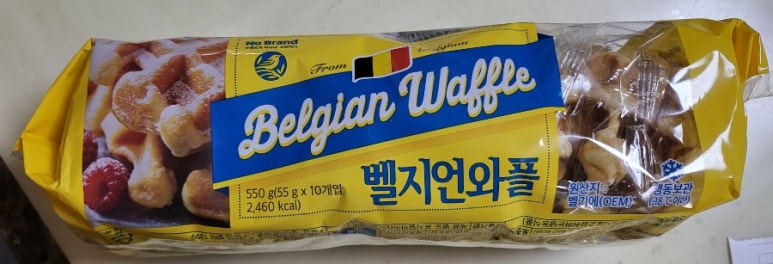 No Brand
From Belgium
Belgian Waffle
벨지언와플
550 g(55 g x 10개입,
2,460 kcal)
원산지 :
벨기에(OEM)
냉동보관
(-18℃이하)